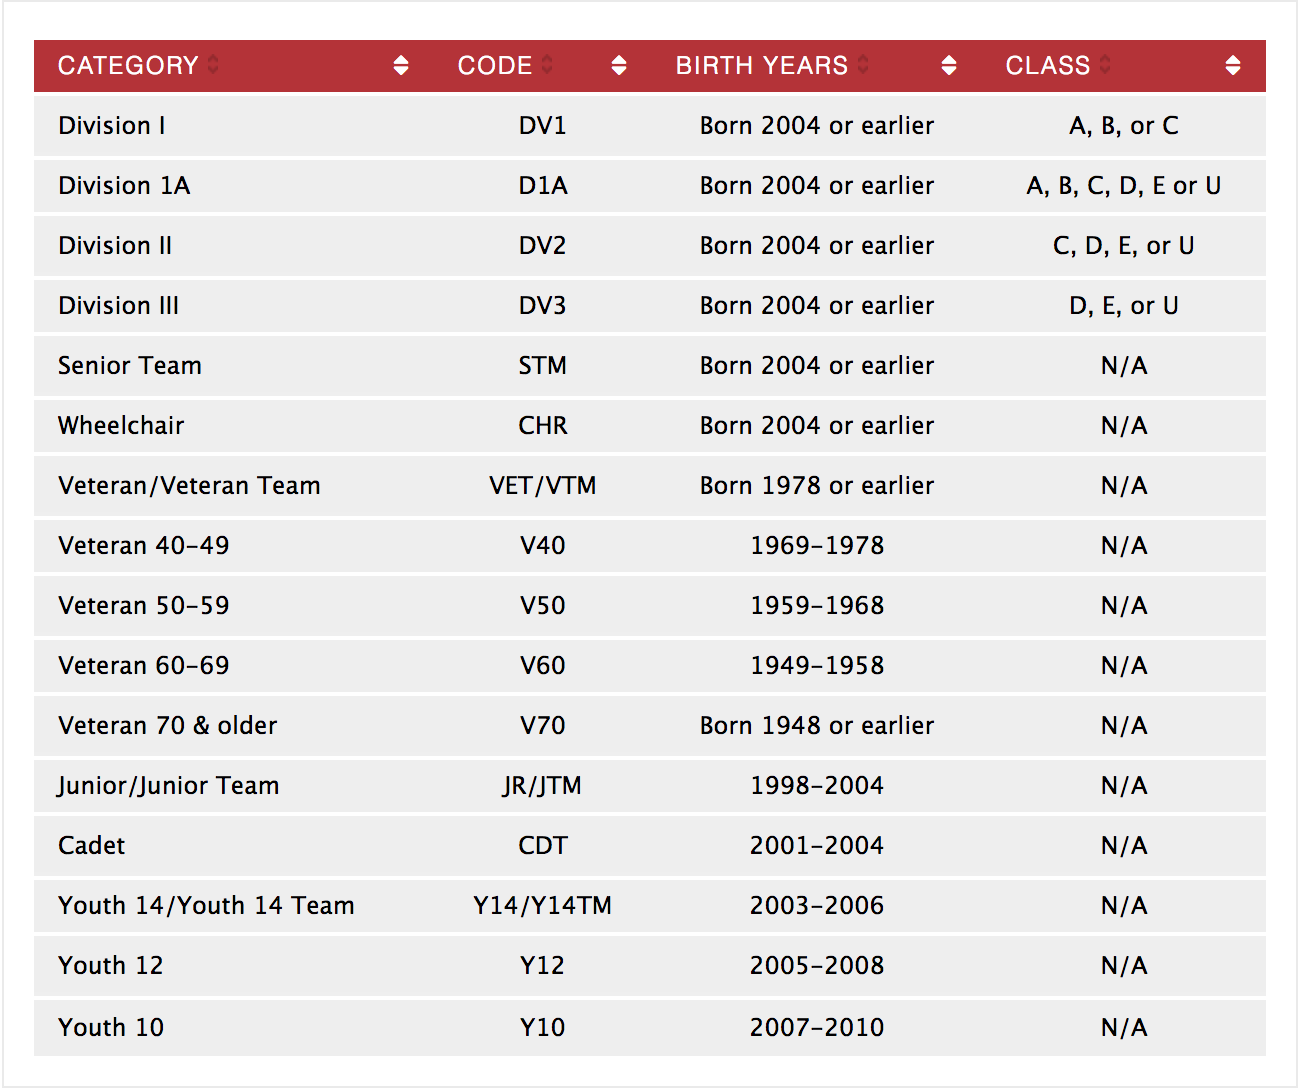 CATEGORY CODE BIRTH YEARS CLASS
Division I DV1 Born 2004 or earlier A, B, or C
Division 1A D1A Born 2004 or earlier A, B, C, D, E or U
Division II DV2 Born 2004 or earlier C, D, E, or U
Division III DV3 Born 2004 or earlier D, E, or U
Senior Team STM Born 2004 or earlier N/A
Wheelchair CHR Born 2004 or earlier N/A
Veteran/Veteran Team VET/VTM Born 1978 or earlier N/A
Veteran 40–49 V40 1969–1978 N/A
Veteran 50–59 V50 1959–1968 N/A
Veteran 60–69 V60 1949–1958 N/A
Veteran 70 & older V70 Born 1948 or earlier N/A
Junior/Junior Team JR/JTM 1998–2004 N/A
Cadet CDT 2001–2004 N/A
Youth 14/Youth 14 Team Y14/Y14TM 2003–2006 N/A
Youth 12 Y12 2005–2008 N/A
Youth 10 Y10 2007–2010 N/A